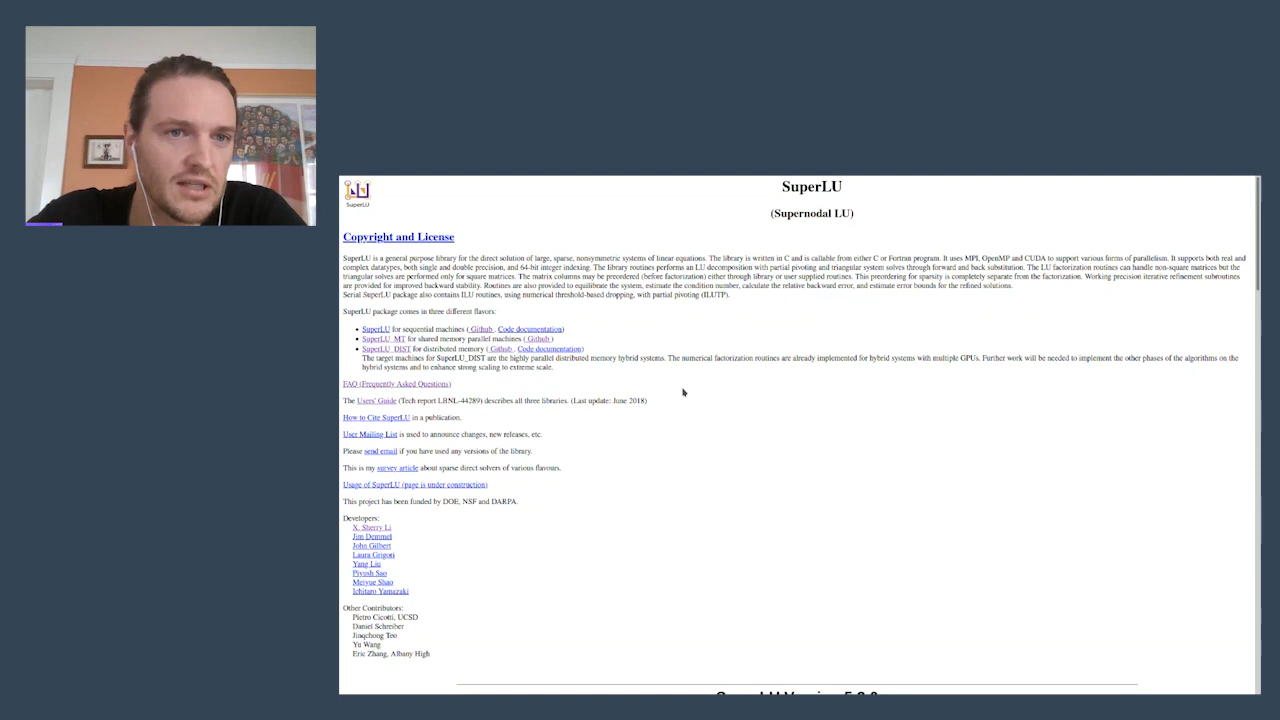 SuperLU
SuperLU
(Supernodal LU)
Copyright and License
SuperLU is a general purpose library for the direct solution of large, sparse, nonsymmetric systems of linear equations. The library is written in C and is callable from either C or Fortran program. It uses MPI, OpenMP and CUDA to support various forms of parallelism. It supports both real and
complex datatypes, both single and double precision, and 64-bit integer indexing. The library routines performs an LU decomposition with partial pivoting and triangular system solves through forward and back substitution. The LU factorization routines can handle non-square matrices but the
triangular solves are performed only for square matrices. The matrix columns may be preordered (before factorization) either through library or user supplied routines. This preordering for sparsity is completely separate from the factorization. Working precision iterative refinement subroutines
are provided for improved backward stability. Routines are also provided to equilibrate the system, estimate the condition number, calculate the relative backward error, and estimate error bounds for the refined solutions.
Serial SuperLU package also contains ILU routines, using numerical threshold-based dropping, with partial pivoting (ILUTP).
SuperLU package comes in three different flavors:
• SuperLU for sequential machines ( Github , Code documentation)
• SuperLU_MT for shared memory parallel machines ( Github )
• SuperLU_DIST for distributed memory ( Github , Code documentation)
The target machines for SuperLU_DIST are the highly parallel distributed memory hybrid systems. The numerical factorization routines are already implemented for hybrid systems with multiple GPUs. Further work will be needed to implement the other phases of the algorithms on the
hybrid systems and to enhance strong scaling to extreme scale.
FAQ (Frequently Asked Questions)
The Users' Guide (Tech report LBNL-44289) describes all three libraries. (Last update: June 2018)
How to Cite SuperLU in a publication.
User Mailing List is used to announce changes, new releases, etc.
Please send email if you have used any versions of the library.
This is my survey article about sparse direct solvers of various flavours.
Usage of SuperLU (page is under construction)
This project has been funded by DOE, NSF and DARPA.
Developers:
X. Sherry Li
Jim Demmel
John Gilbert
Laura Grigori
Yang Liu
Piyush Sao
Meiyue Shao
Ichitaro Yamazaki
Other Contributors:
Pietro Cicotti, UCSD
Daniel Schreiber
Jinqchong Teo
Yu Wang
Eric Zhang, Albany High